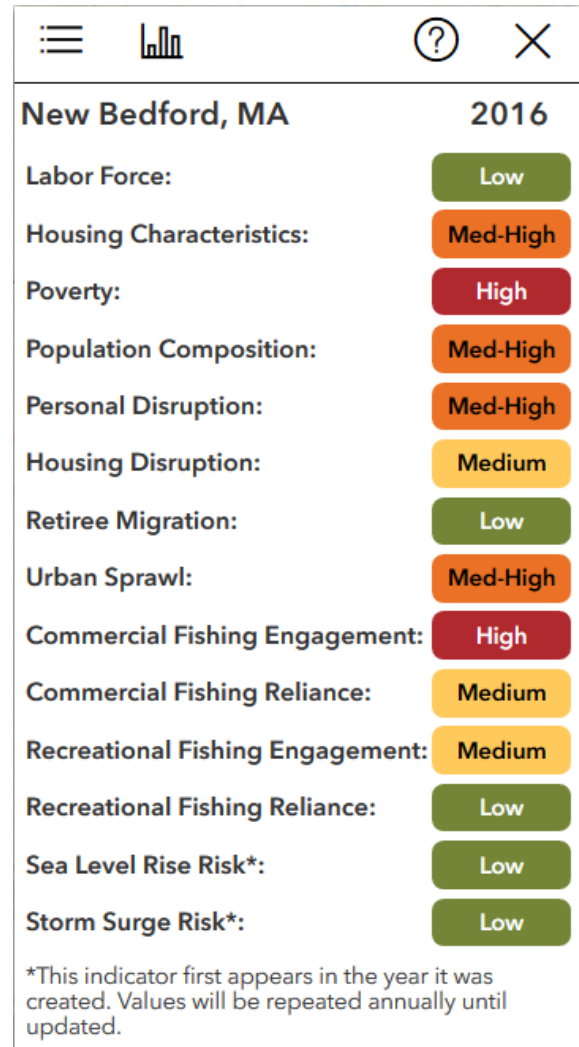 New Bedford, MA 2016
Labor Force: Low
Housing Characteristics: Med-High
Poverty: High
Population Composition: Med-High
Personal Disruption: Med-High
Housing Disruption: Medium
Retiree Migration: Low
Urban Sprawl: Med-High
Commercial Fishing Engagement: High
Commercial Fishing Reliance: Medium
Recreational Fishing Engagement: Medium
Recreational Fishing Reliance: Low
Sea Level Rise Risk*: Low
Storm Surge Risk*: Low
*This indicator first appears in the year it was
created. Values will be repeated annually until
updated.